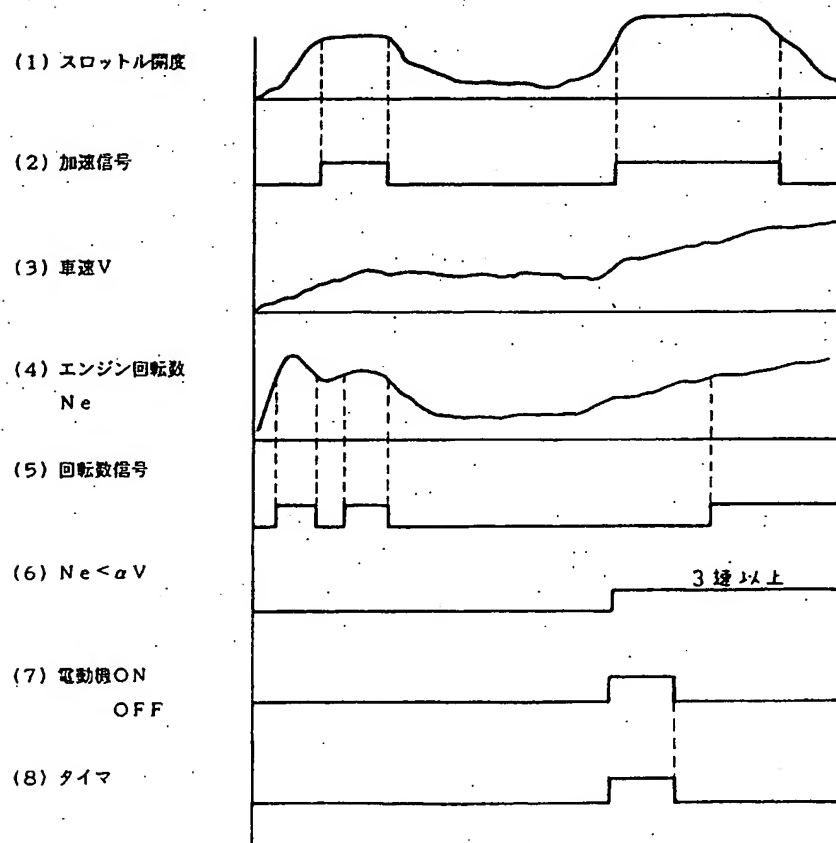 (1) スロットル開度
(2) 加速信号
(3) 車速V
(4) エンジン回転数
Ne
(5) 回転数信号
(6) Ne<αV
3速以上
(7) 電動機ON
OFF
(8) タイマ